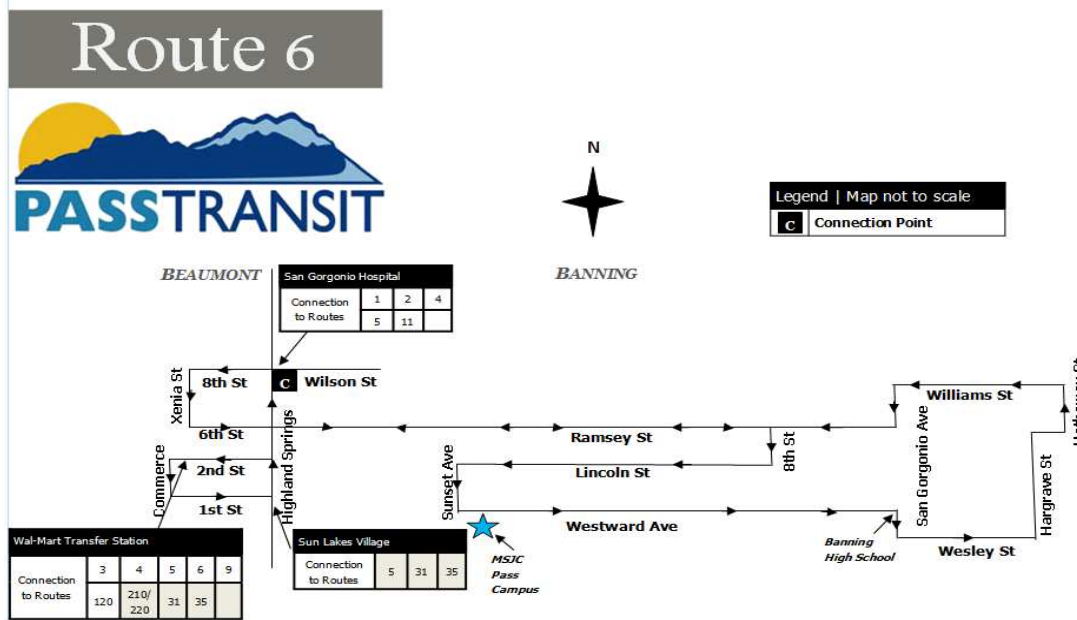 Route 6
PASSTRANSIT
N
Legend | Map not to scale
C Connection Point
BEAUMONT
BANNING
San Gorgonio Hospital
Connection to Routes
1 2 4
5 11
Xenia St
8th St
C
Wilson St
Williams St
6th St
Ramsey St
8th St
San Gorgonio Ave
Hargrave St
Commerce
2nd St
Highland Springs
Sunset Ave
Lincoln St
1st St
Westward Ave
Wal-Mart Transfer Station
Connection
to Routes
3 4 5 6 9
120 210/
220 31 35
Sun Lakes Village
Connection
to Routes
5 31 35
MSJC
Pass
Campus
Banning
High School
Wesley St